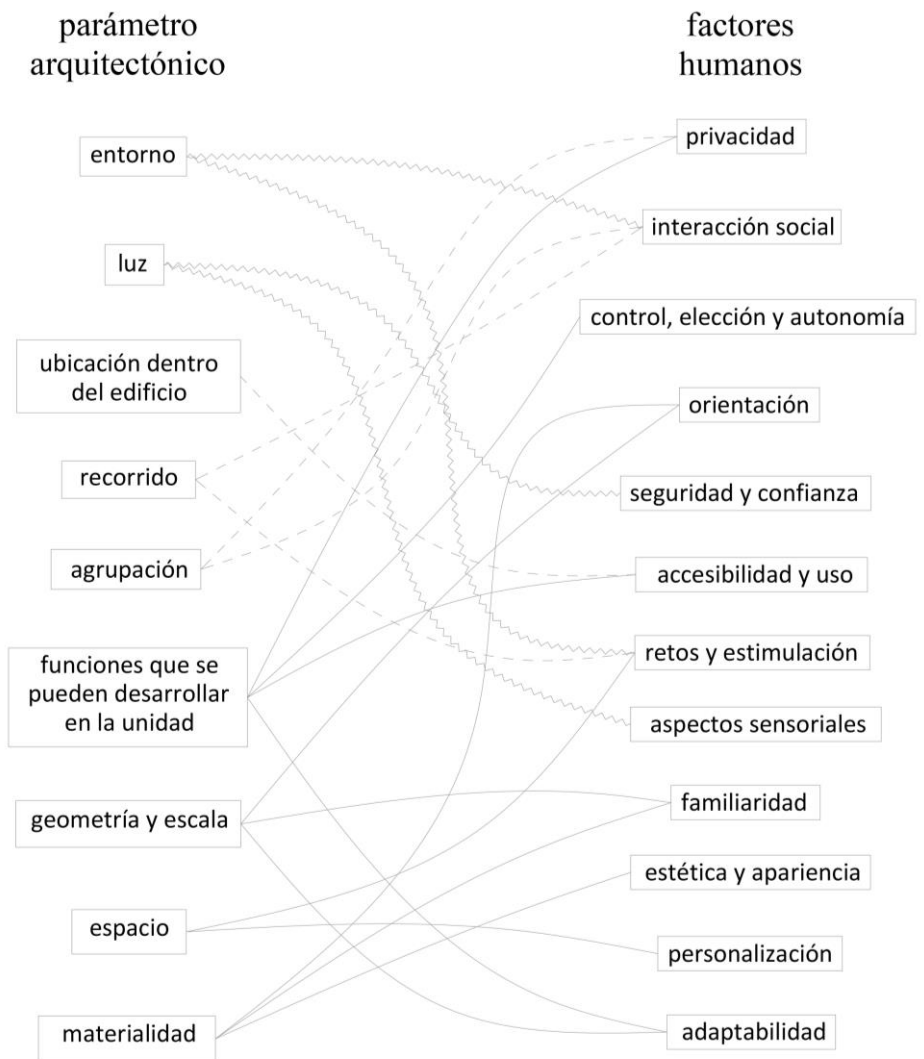 parámetro
arquitectónico
entorno
luz
ubicación dentro
del edificio
recorrido
agrupación
funciones que se
pueden desarrollar
en la unidad
geometría y escala
espacio
materialidad
factores
humanos
privacidad
interacción social
control, elección y autonomía
orientación
seguridad y confianza
accesibilidad y uso
retos y estimulación
aspectos sensoriales
familiaridad
estética y apariencia
personalización
adaptabilidad